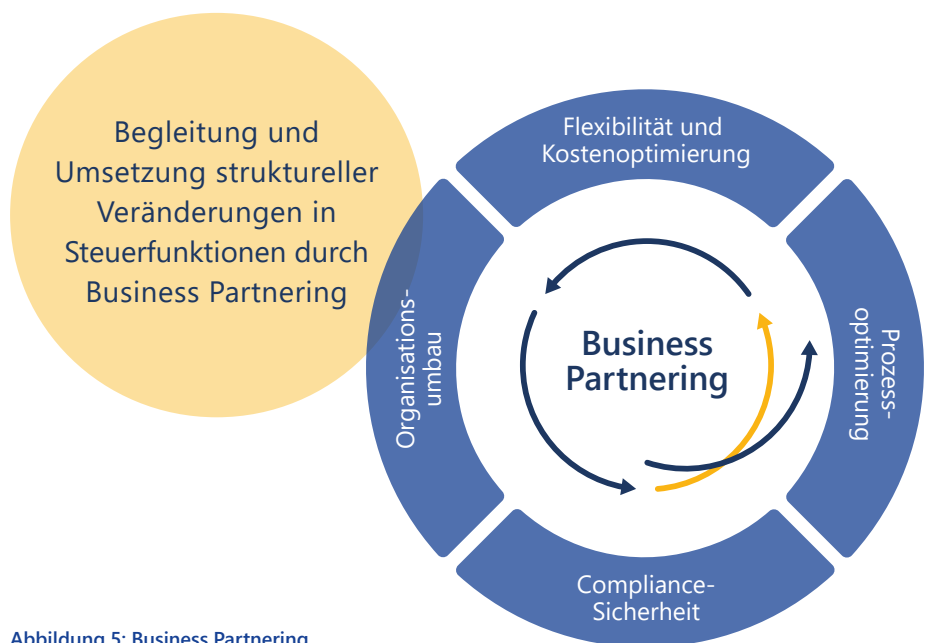 Begleitung und
Umsetzung struktureller
Veränderungen in
Steuerfunktionen durch
Business Partnering
Flexibilität und
Kostenoptimierung
Organisations-
umbau
Business
Partnering
Prozess-
optimierung
Compliance-
Sicherheit
Abbildung 5: Business Partnering